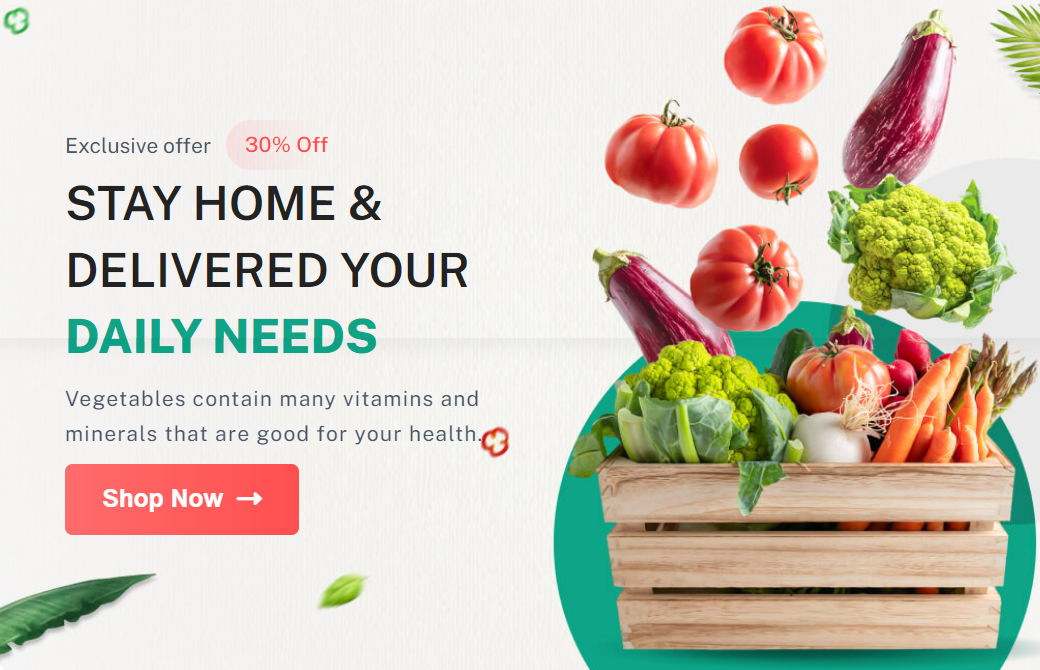 Exclusive offer 30% Off
STAY HOME &
DELIVERED YOUR
DAILY NEEDS
Vegetables contain many vitamins and
minerals that are good for your health.
Shop Now →